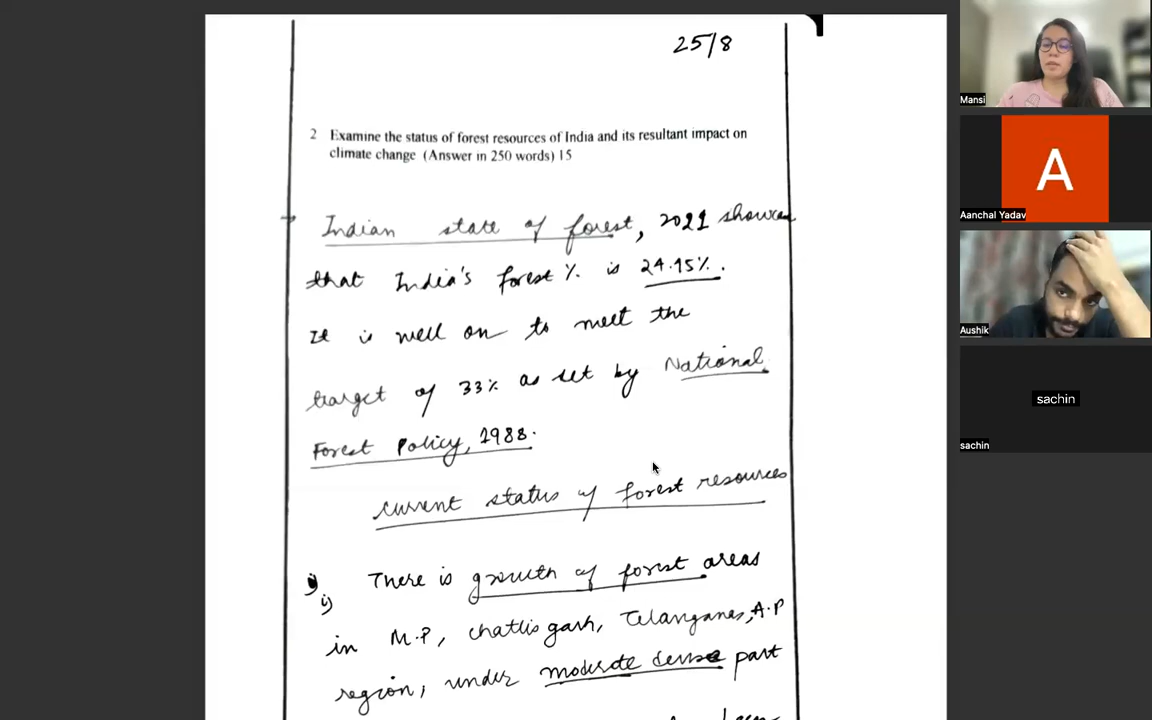 25/8
2 Examine the status of forest resources of India and its resultant impact on
climate change (Answer in 250 words) 15
Indian state of forest, 2021 showed
that India's forest % is 24.15%.
It is well on to meet the
target of 33% as set by National
Forest Policy, 1988.
current status of forest resources
i) There is growth of forest areas
in M.P, chatlisgarh, Telangana, A.P
region, under moderate dense part
Mansi
A
Aanchal Yadav
Aushik
sachin
sachin